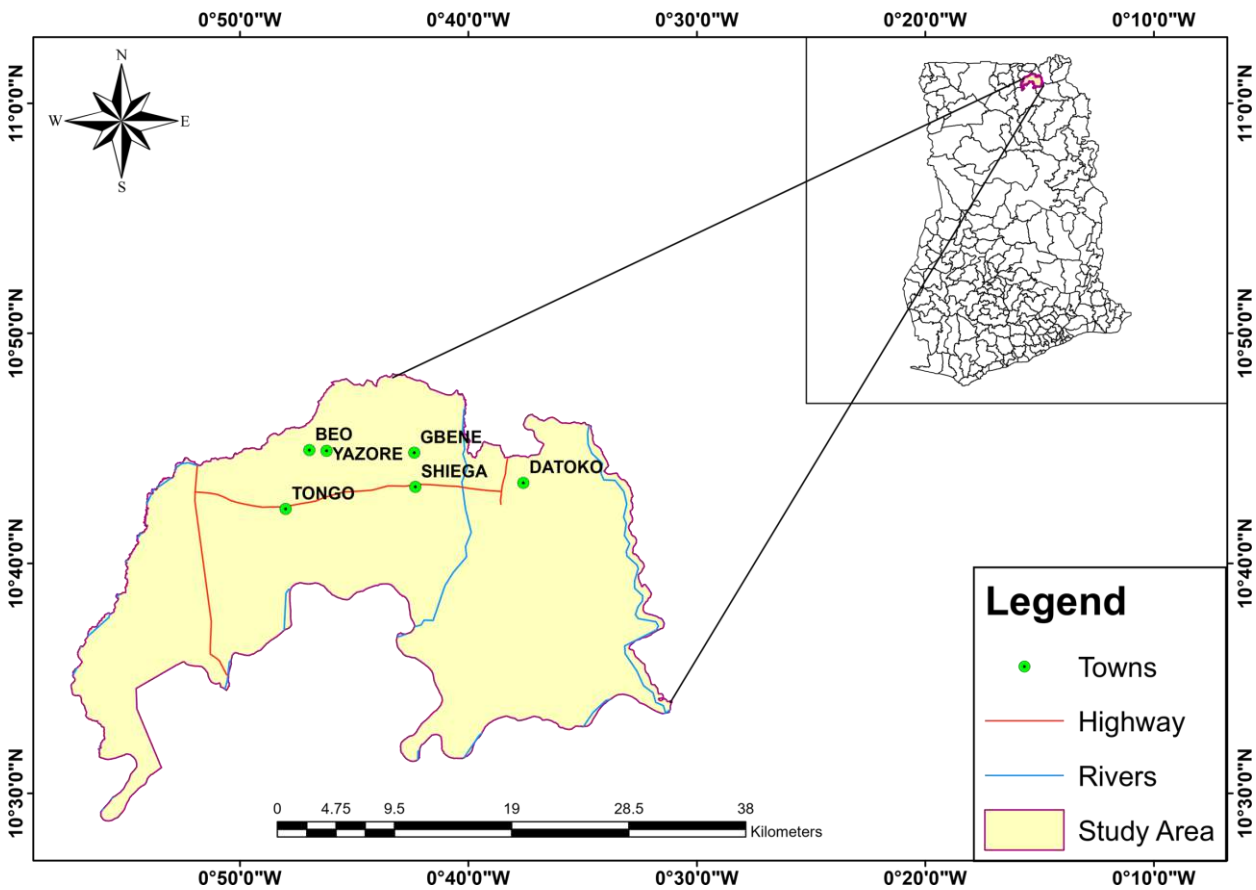 0°50'0"W 0°40'0"W 0°30'0"W 0°20'0"W 0°10'0"W
N
W E
S
11°0'0"N 11°0'0"N
10°50'0"N 10°50'0"N
BEO
YAZORE
GBENE
SHIEGA
DATOKO
TONGO
10°40'0"N 10°40'0"N
Legend
Towns
Highway
Rivers
Study Area
10°30'0"N 10°30'0"N
0 4.75 9.5 19 28.5 38
Kilometers
0°50'0"W 0°40'0"W 0°30'0"W 0°20'0"W 0°10'0"W